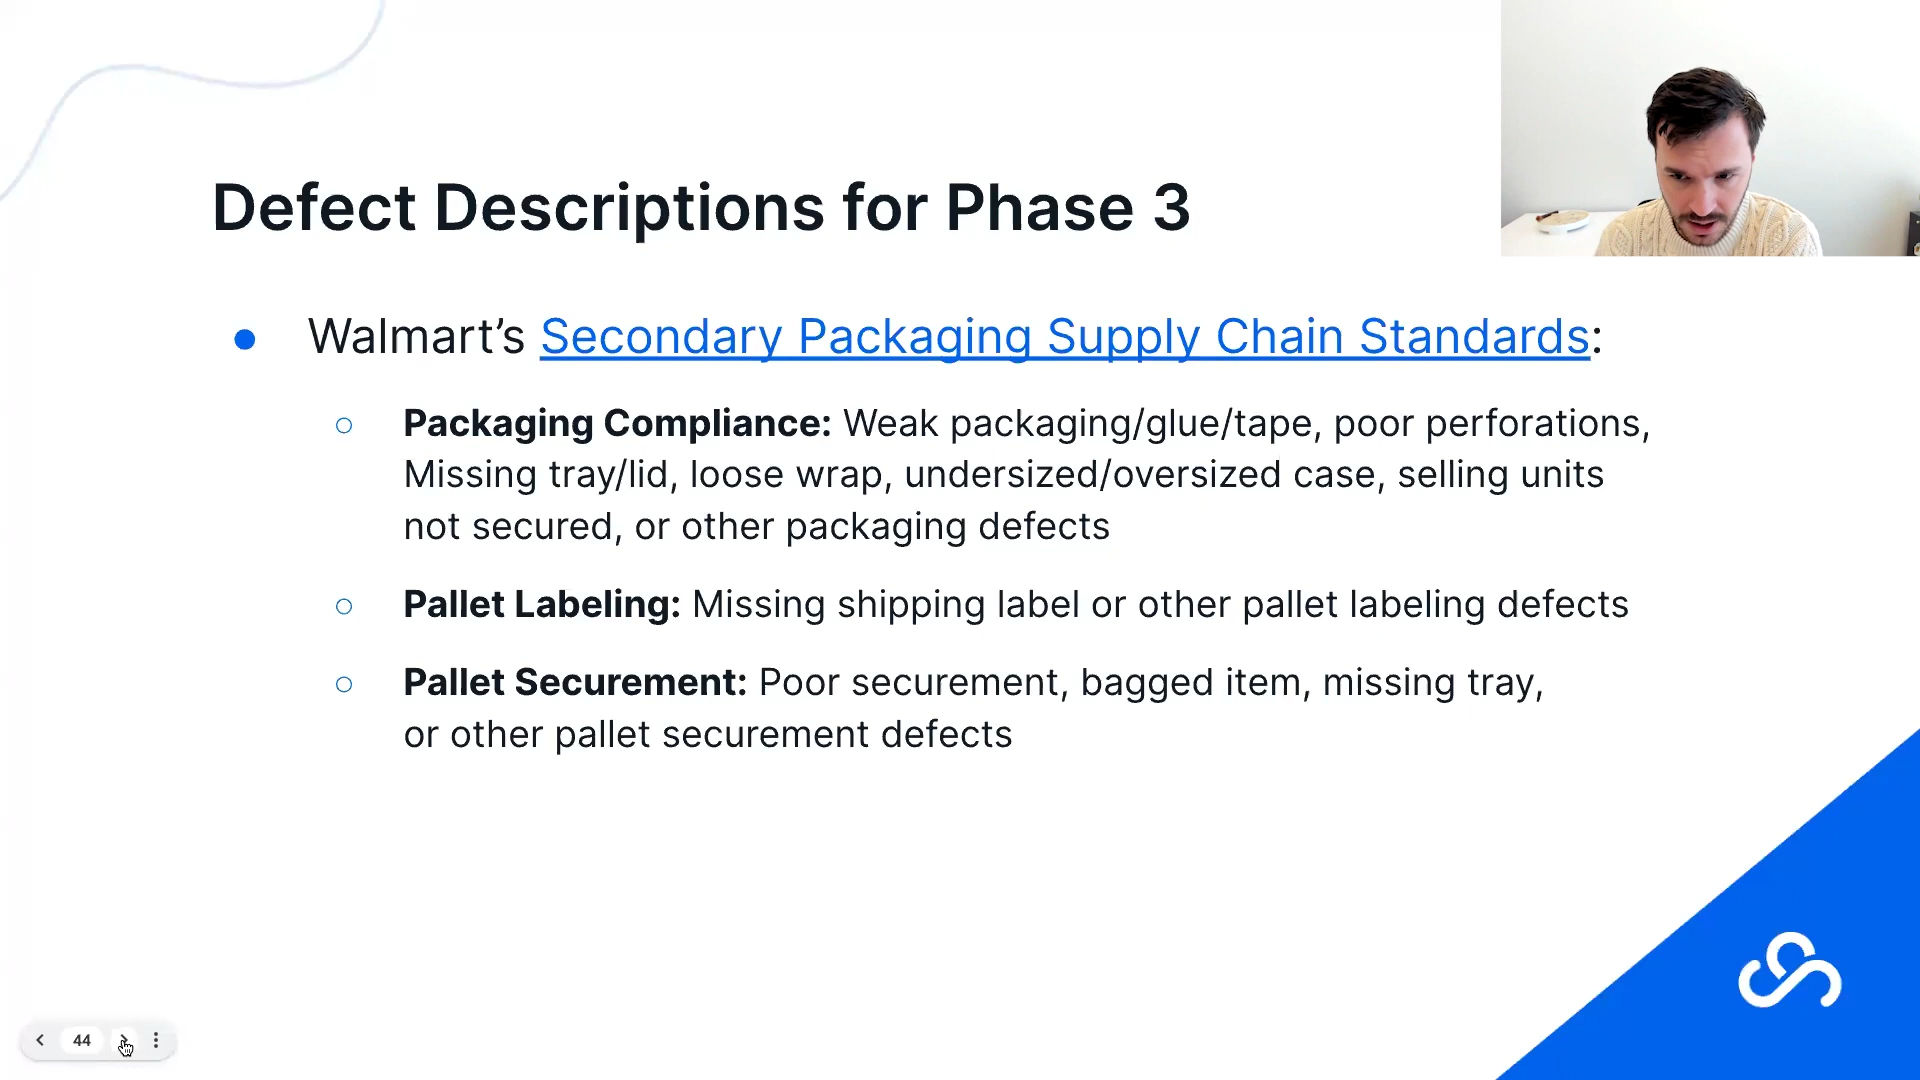 Defect Descriptions for Phase 3
Walmart’s Secondary Packaging Supply Chain Standards:
Packaging Compliance: Weak packaging/glue/tape, poor perforations,
Missing tray/lid, loose wrap, undersized/oversized case, selling units
not secured, or other packaging defects
Pallet Labeling: Missing shipping label or other pallet labeling defects
Pallet Securement: Poor securement, bagged item, missing tray,
or other pallet securement defects
44